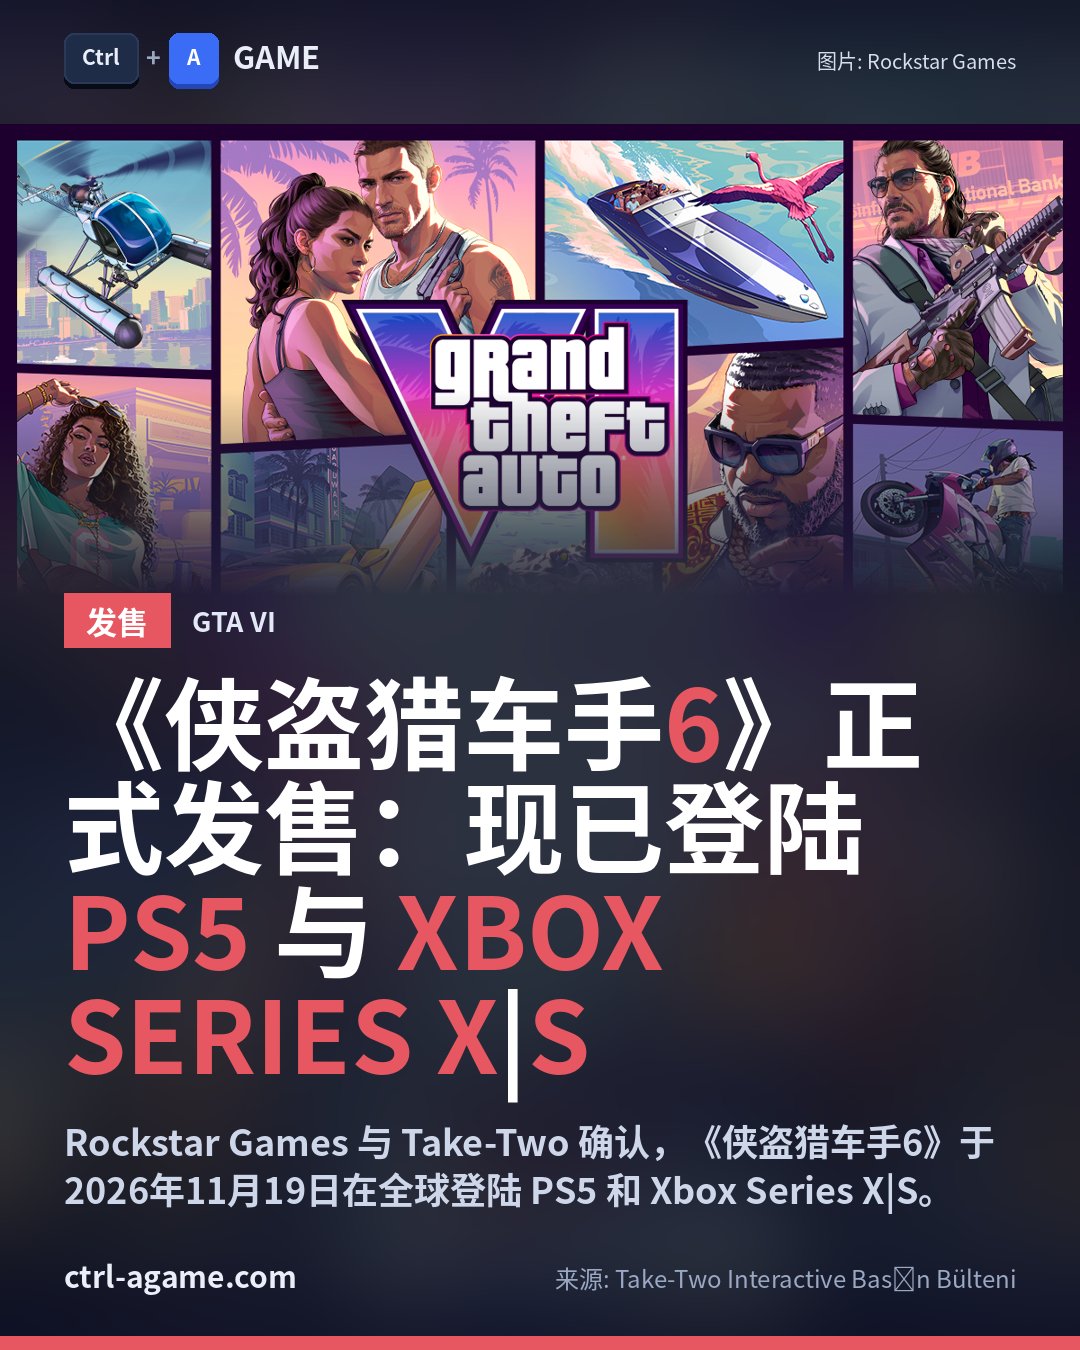 Ctrl + A GAME
图片: Rockstar Games
grand
theft
auto
VI
发售 GTA VI
《侠盗猎车手6》正
式发售：现已登陆
PS5 与 XBOX
SERIES X|S
Rockstar Games 与 Take-Two 确认，《侠盗猎车手6》于
2026年11月19日在全球登陆 PS5 和 Xbox Series X|S。
ctrl-agame.com
来源: Take-Two Interactive Bas☒n Bülteni